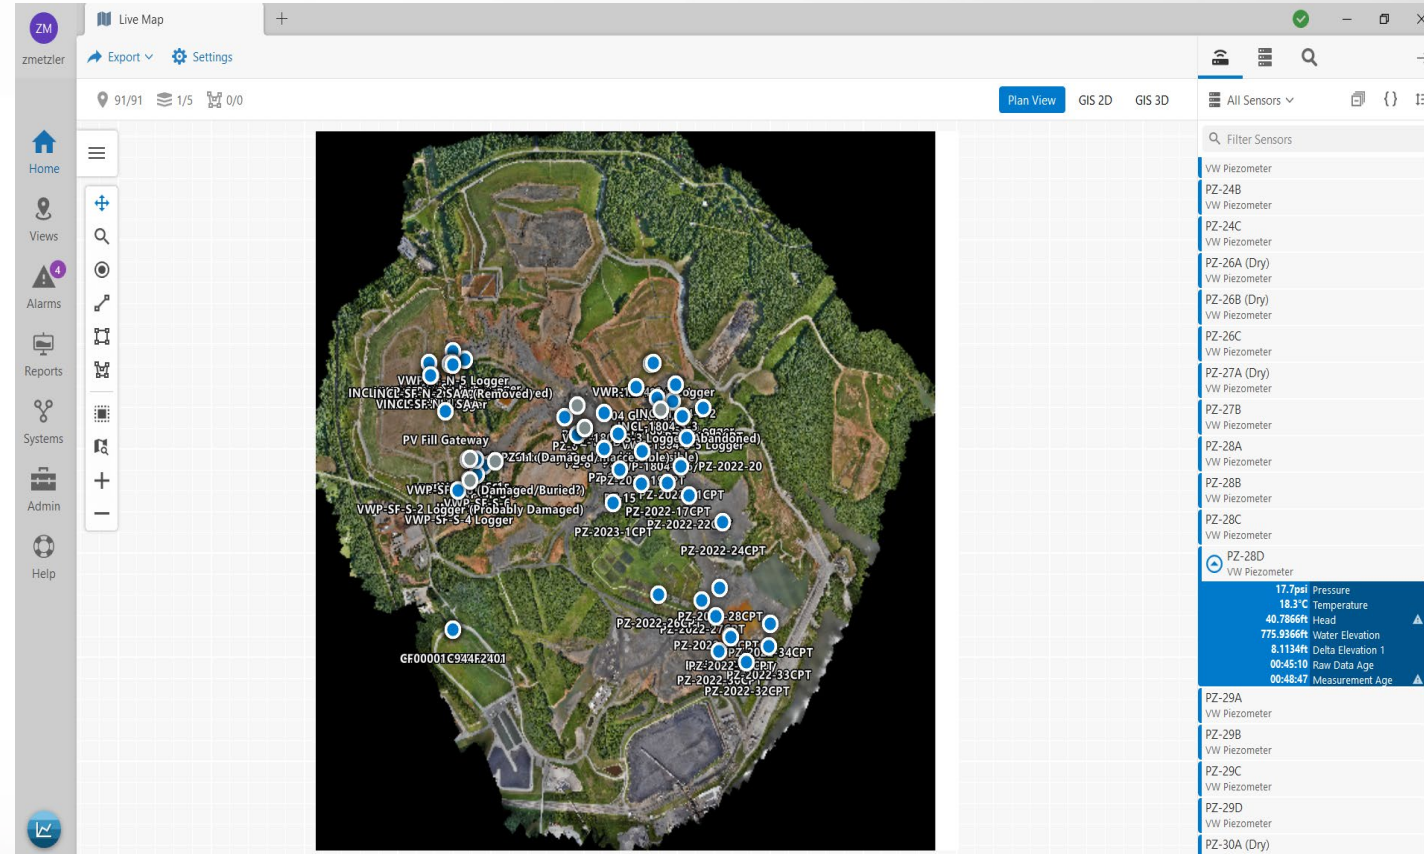 ZM
zmetzler
Home
Views
4
Alarms
Reports
Systems
Admin
Help
Live Map
Export
Settings
91/91
1/5
0/0
Plan View
GIS 2D
GIS 3D
PV Fill Gateway
VWP-SF-S-2 Logger (Probably Damaged)
VWP-SF-S-4 Logger
PZ-2022-17CPT
PZ-2023-1CPT
PZ-2022-24CPT
PZ-2022-20
GF00001C944F2401
PZ-2022-33CPT
PZ-2022-32CPT
All Sensors
Filter Sensors
VW Piezometer
PZ-24B
VW Piezometer
PZ-24C
VW Piezometer
PZ-26A (Dry)
VW Piezometer
PZ-26B (Dry)
VW Piezometer
PZ-26C
VW Piezometer
PZ-27A (Dry)
VW Piezometer
PZ-27B
VW Piezometer
PZ-28A
VW Piezometer
PZ-28B
VW Piezometer
PZ-28C
VW Piezometer
PZ-28D
VW Piezometer
17.7psi Pressure
18.3°C Temperature
40.7866ft Head
775.9366ft Water Elevation
8.1134ft Delta Elevation 1
00:45:10 Raw Data Age
00:48:47 Measurement Age
PZ-29A
VW Piezometer
PZ-29B
VW Piezometer
PZ-29C
VW Piezometer
PZ-29D
VW Piezometer
PZ-30A (Dry)